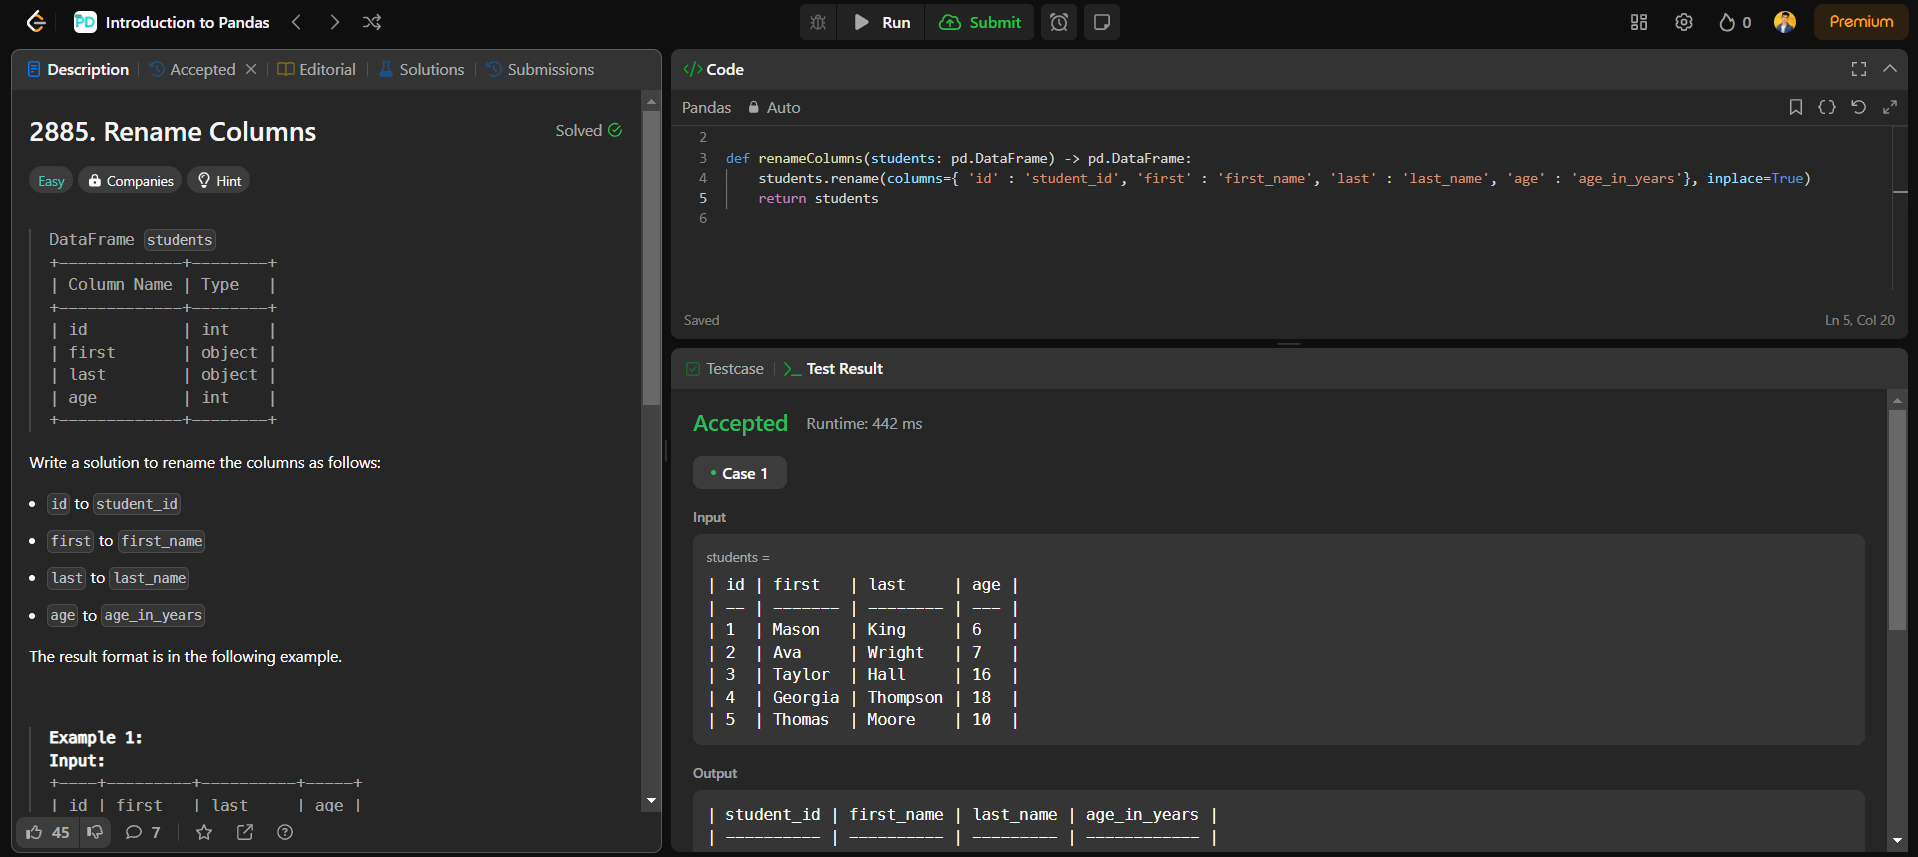 Introduction to Pandas
Run
Submit
0
Premium
Description
Accepted
Editorial
Solutions
Submissions
2885. Rename Columns
Solved
Easy
Companies
Hint
DataFrame students
+-------------+--------+
| Column Name | Type   |
+-------------+--------+
| id          | int    |
| first       | object |
| last        | object |
| age         | int    |
+-------------+--------+
Write a solution to rename the columns as follows:
• id to student_id
• first to first_name
• last to last_name
• age to age_in_years
The result format is in the following example.
Example 1:
Input:
+----+---------+----------+-----+
| id | first   | last     | age |
45
7
Code
Pandas
Auto
2
3 def renameColumns(students: pd.DataFrame) -> pd.DataFrame:
4     students.rename(columns={ 'id' : 'student_id', 'first' : 'first_name', 'last' : 'last_name', 'age' : 'age_in_years'}, inplace=True)
5     return students
6
Saved
Ln 5, Col 20
Testcase
Test Result
Accepted
Runtime: 442 ms
• Case 1
Input
students =
| id | first   | last     | age |
| -- | ------- | -------- | --- |
| 1  | Mason   | King     | 6   |
| 2  | Ava     | Wright   | 7   |
| 3  | Taylor  | Hall     | 16  |
| 4  | Georgia | Thompson | 18  |
| 5  | Thomas  | Moore    | 10  |
Output
| student_id | first_name | last_name | age_in_years |
| ---------- | ---------- | --------- | ------------ |